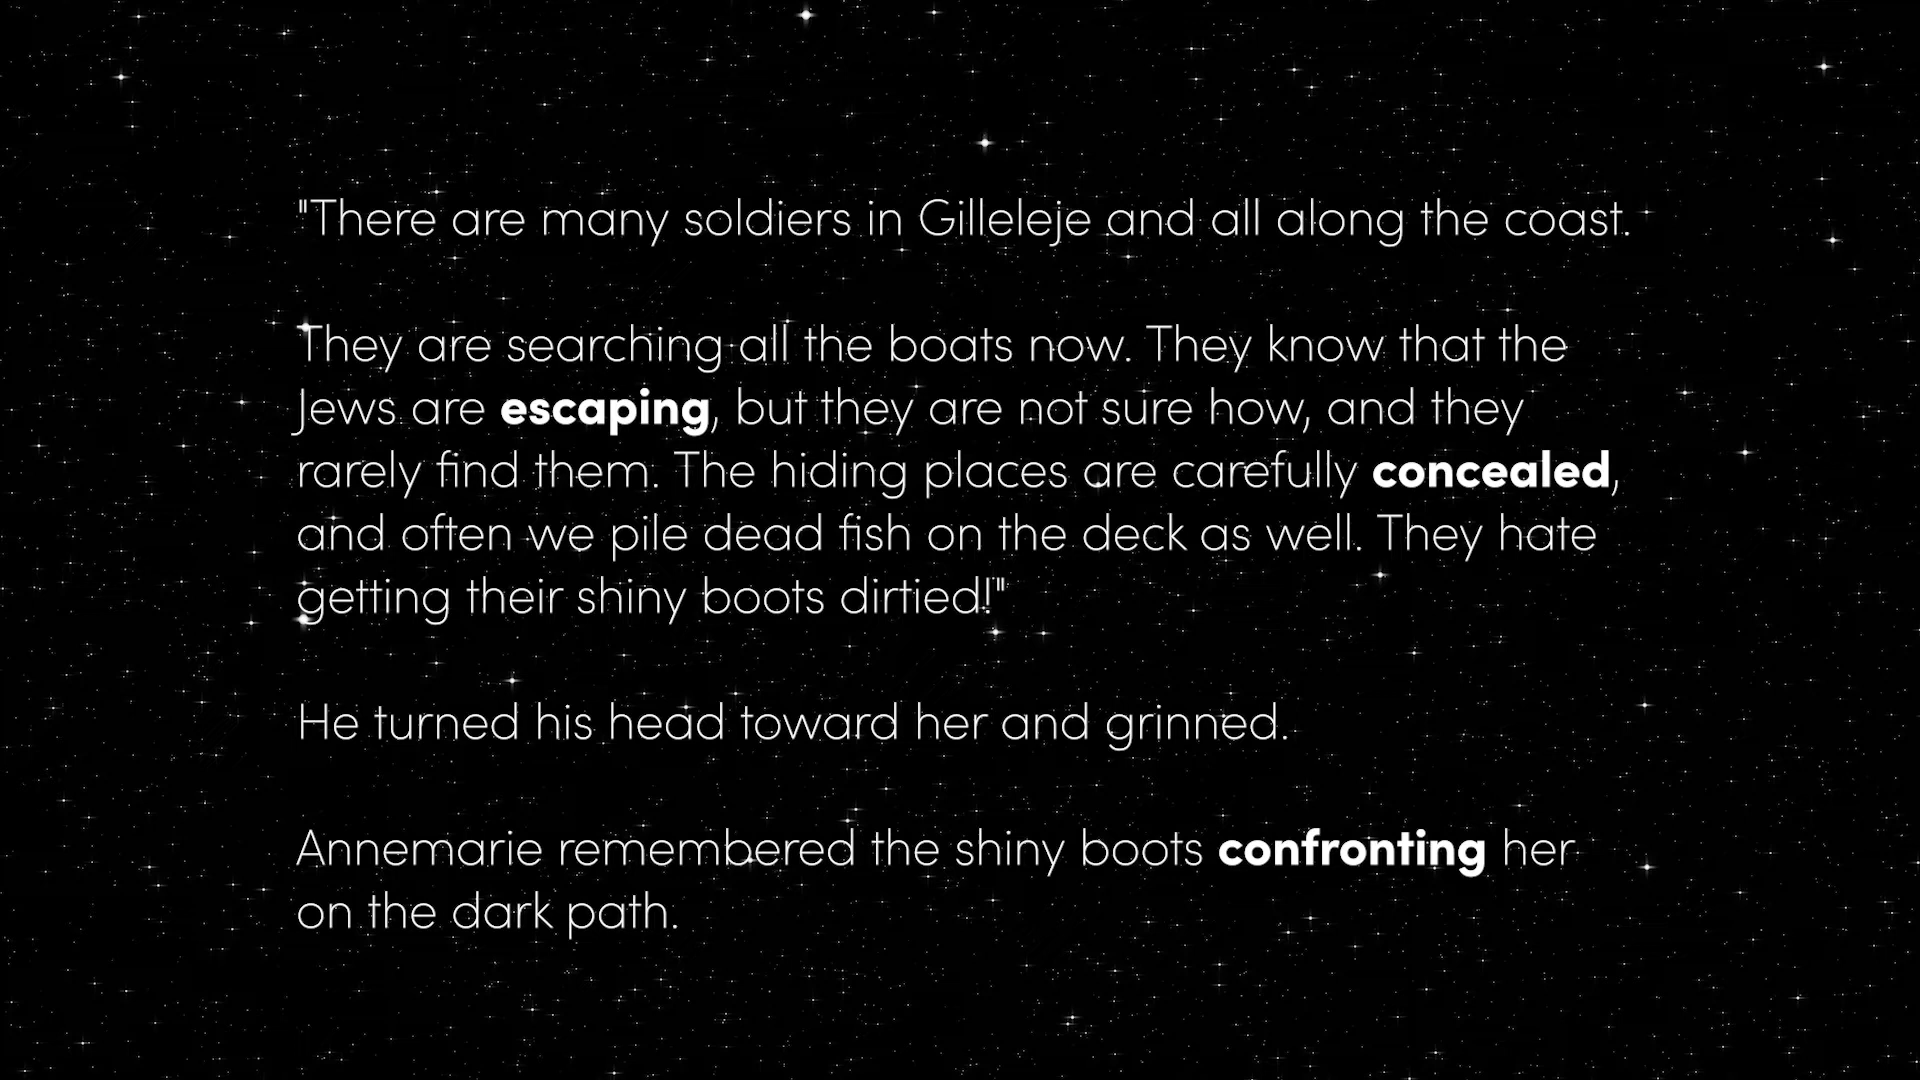 "There are many soldiers in Gilleleje and all along the coast.
They are searching all the boats now. They know that the
Jews are escaping, but they are not sure how, and they
rarely find them. The hiding places are carefully concealed,
and often we pile dead fish on the deck as well. They hate
getting their shiny boots dirtied!"
He turned his head toward her and grinned.
Annemarie remembered the shiny boots confronting her
on the dark path.